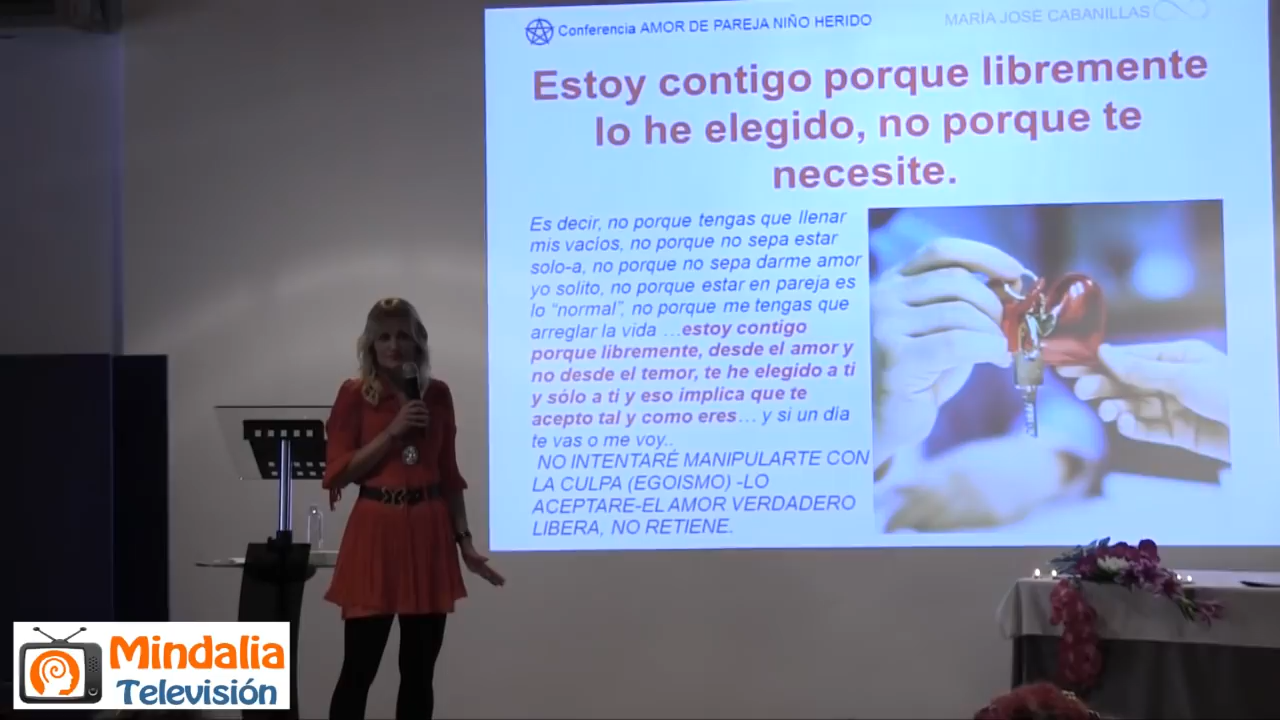 Conferencia AMOR DE PAREJA NIÑO HERIDO
MARÍA JOSÉ CABANILLAS
Estoy contigo porque libremente
lo he elegido, no porque te
necesite.
Es decir, no porque tengas que llenar
mis vacíos, no porque no sepa estar
solo-a, no porque no sepa darme amor
yo solito, no porque estar en pareja es
lo “normal”, no porque me tengas que
arreglar la vida …estoy contigo
porque libremente, desde el amor y
no desde el temor, te he elegido a ti
y sólo a ti y eso implica que te
acepto tal y como eres… y si un día
te vas o me voy..
NO INTENTARÉ MANIPULARTE CON
LA CULPA (EGOISMO) -LO
ACEPTARE-EL AMOR VERDADERO
LIBERA, NO RETIENE.
Mindalia
Televisión